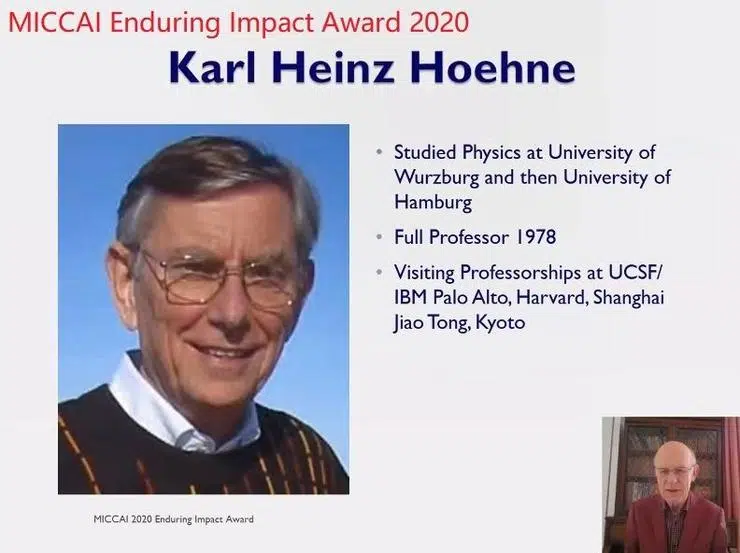 MICCAI Enduring Impact Award 2020
Karl Heinz Hoehne
• Studied Physics at University of
Wurzburg and then University of
Hamburg
• Full Professor 1978
• Visiting Professorships at UCSF/
IBM Palo Alto, Harvard, Shanghai
Jiao Tong, Kyoto
MICCAI 2020 Enduring Impact Award